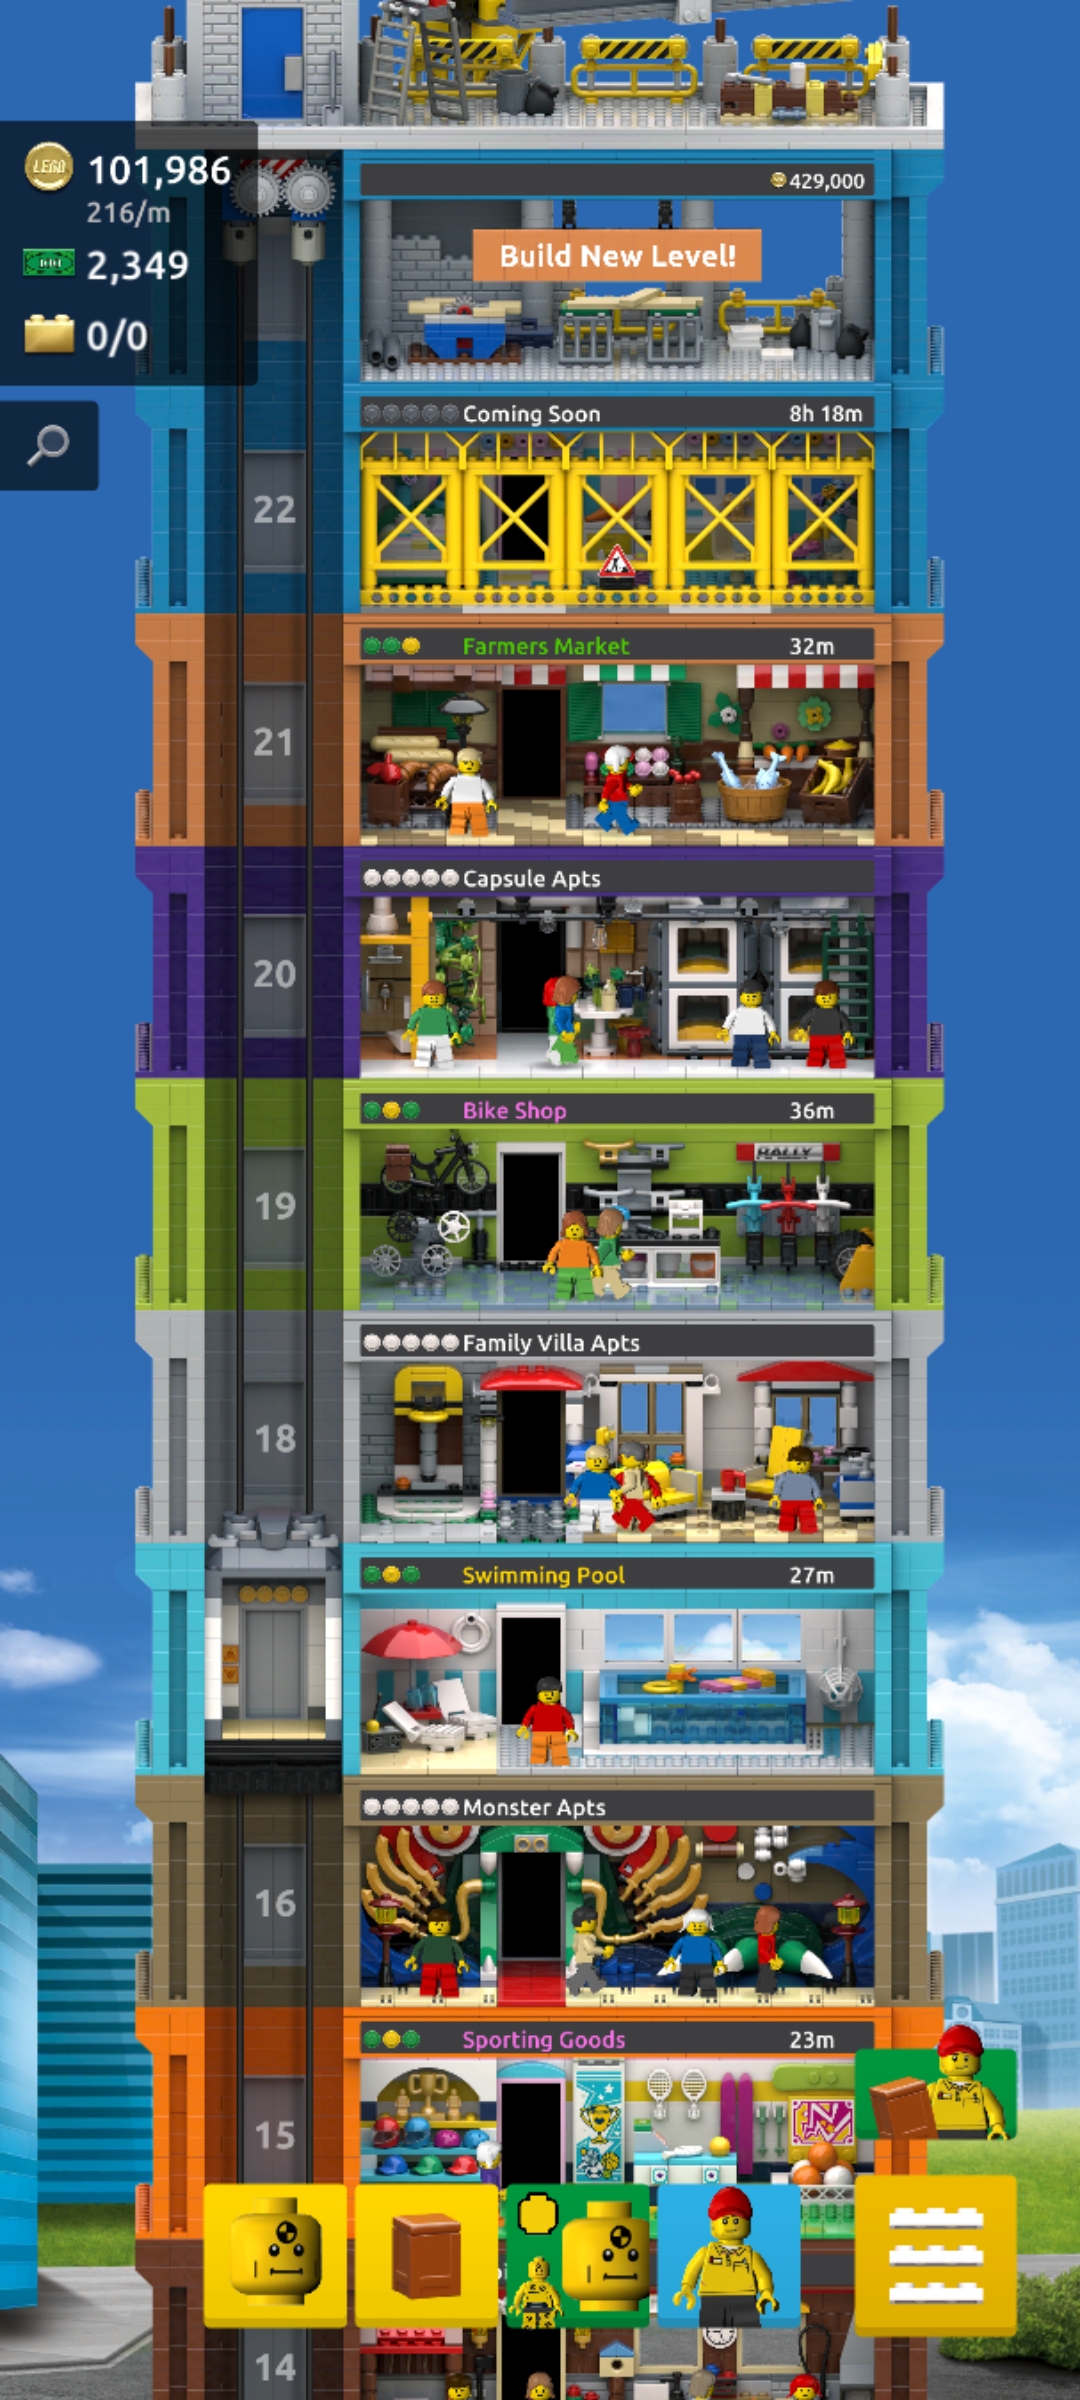 LEGO 101,986
216/m
2,349
0/0
429,000
Build New Level!
Coming Soon 8h 18m
22
Farmers Market 32m
21
Capsule Apts
20
Bike Shop 36m
RALLY
19
Family Villa Apts
18
Swimming Pool 27m
Monster Apts
16
Sporting Goods 23m
15
14